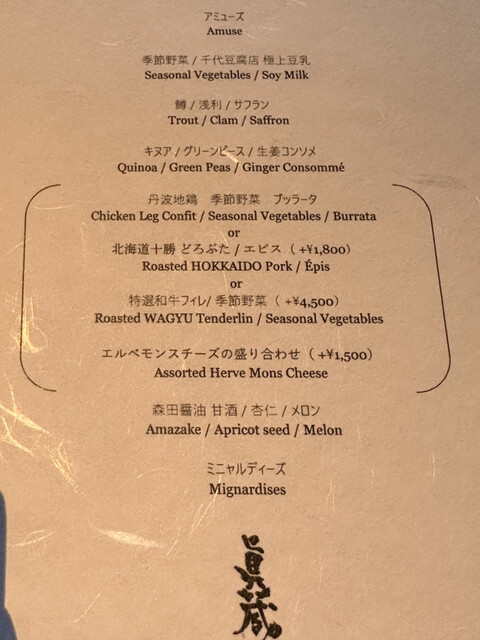 アミューズ
Amuse
季節野菜 / 千代豆腐店 極上豆乳
Seasonal Vegetables / Soy Milk
鱒 / 浅利 / サフラン
Trout / Clam / Saffron
キヌア / グリーンピース / 生姜コンソメ
Quinoa / Green Peas / Ginger Consommé
丹波地鶏 季節野菜 ブッラータ
Chicken Leg Confit / Seasonal Vegetables / Burrata
or
北海道十勝 どろぶた / エピス（+¥1,800）
Roasted HOKKAIDO Pork / Épis
or
特選和牛フィレ/ 季節野菜（ +¥4,500）
Roasted WAGYU Tenderlin / Seasonal Vegetables
エルベモンスチーズの盛り合わせ（ +¥1,500）
Assorted Herve Mons Cheese
森田醤油 甘酒 / 杏仁 / メロン
Amazake / Apricot seed / Melon
ミニャルディーズ
Mignardises